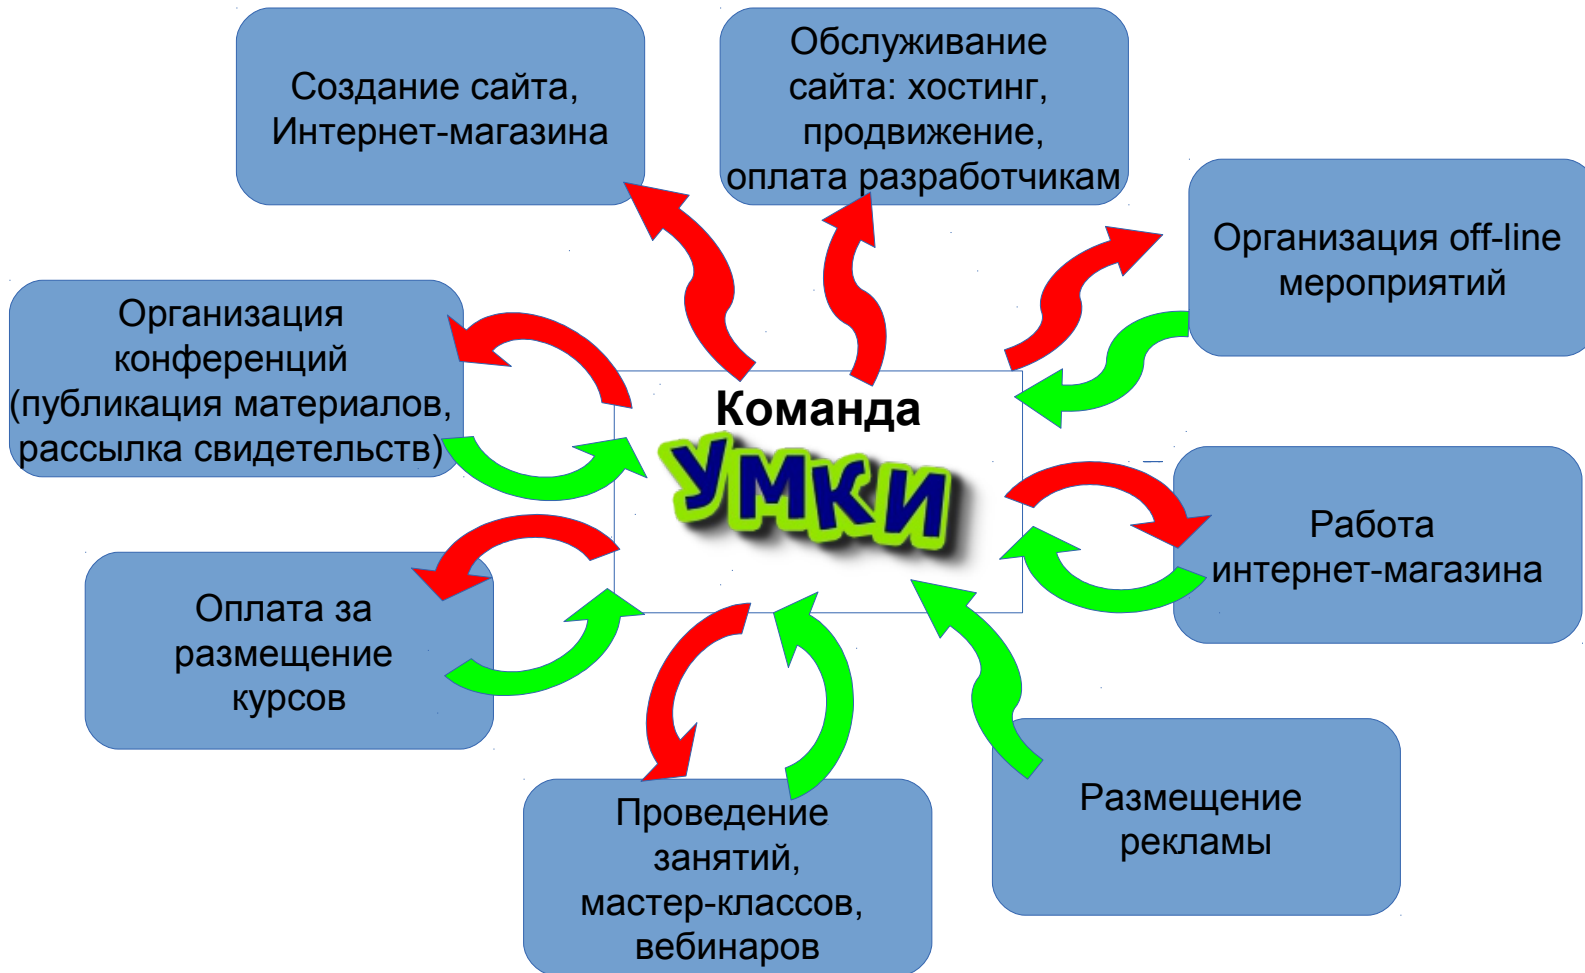 Создание сайта,
Интернет-магазина
Обслуживание
сайта: хостинг,
продвижение,
оплата разработчикам
Организация off-line
мероприятий
Организация
конференций
(публикация материалов,
рассылка свидетельств)
Команда
УМКИ
Работа
интернет-магазина
Оплата за
размещение
курсов
Проведение
занятий,
мастер-классов,
вебинаров
Размещение
рекламы